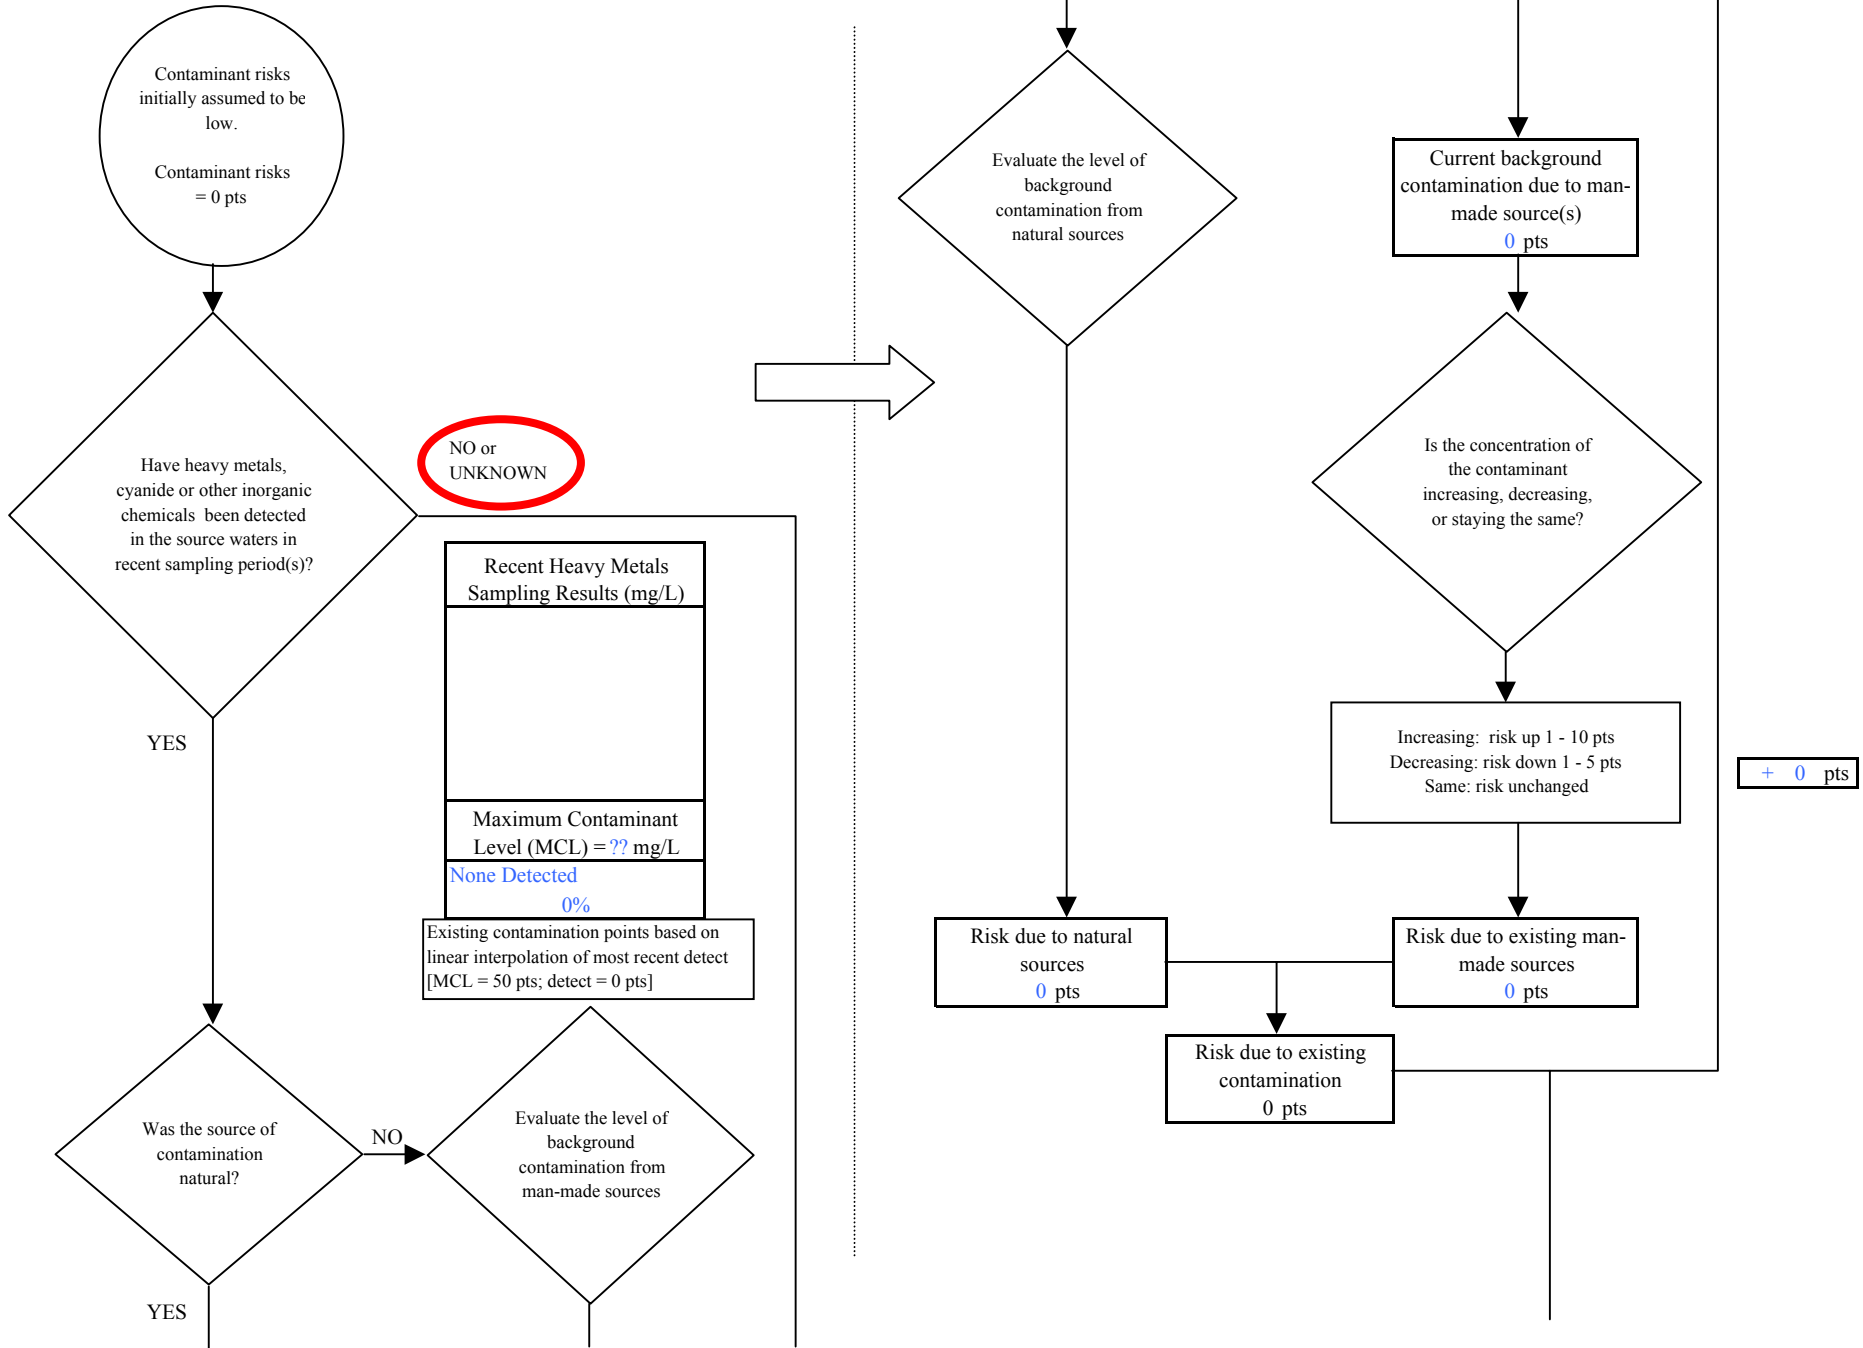 Contaminant risks
initially assumed to be
low.
Contaminant risks
= 0 pts
Have heavy metals,
cyanide or other inorganic
chemicals been detected
in the source waters in
recent sampling period(s)?
NO or
UNKNOWN
YES
Recent Heavy Metals
Sampling Results (mg/L)
Maximum Contaminant
Level (MCL) = ?? mg/L
None Detected
0%
Existing contamination points based on
linear interpolation of most recent detect
[MCL = 50 pts; detect = 0 pts]
Was the source of
contamination
natural?
NO
Evaluate the level of
background
contamination from
man-made sources
YES
Evaluate the level of
background
contamination from
natural sources
Current background
contamination due to man-
made source(s)
0 pts
Is the concentration of
the contaminant
increasing, decreasing,
or staying the same?
Increasing: risk up 1 - 10 pts
Decreasing: risk down 1 - 5 pts
Same: risk unchanged
+ 0 pts
Risk due to natural
sources
0 pts
Risk due to existing man-
made sources
0 pts
Risk due to existing
contamination
0 pts